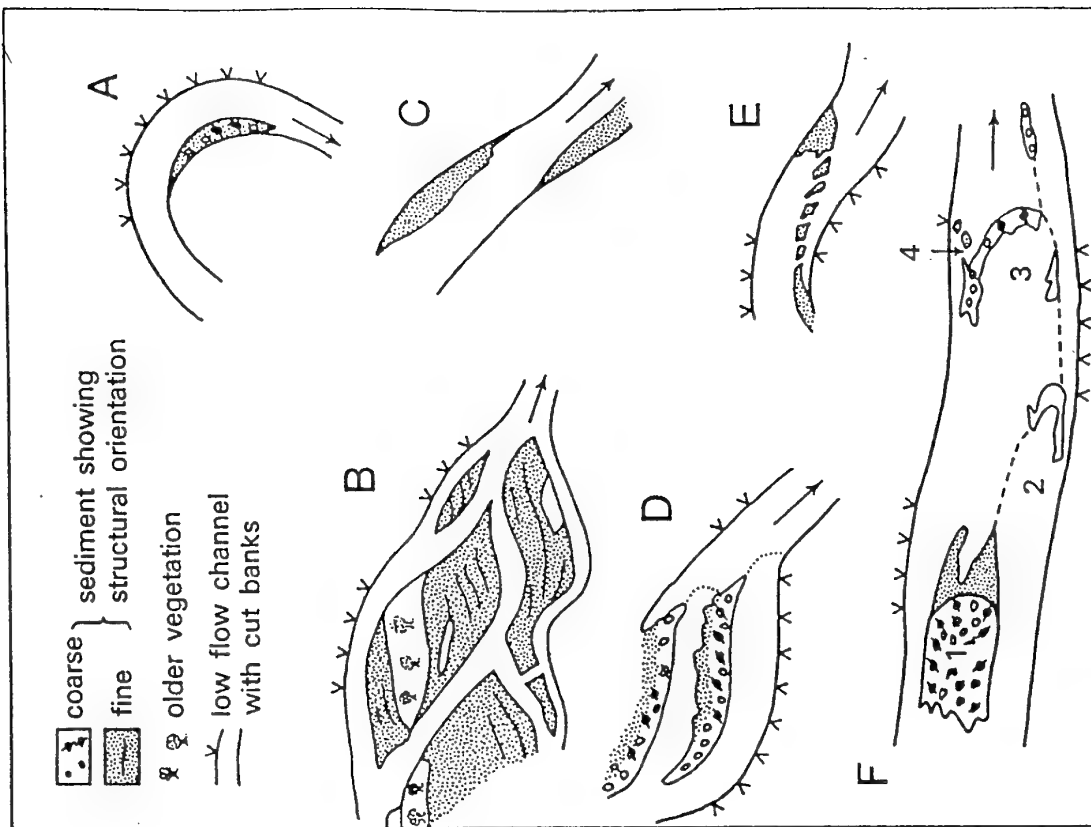 coarse } sediment showing
fine } structural orientation
older vegetation
low flow channel
with cut banks
A
B
C
D
E
F
1
2
3
4